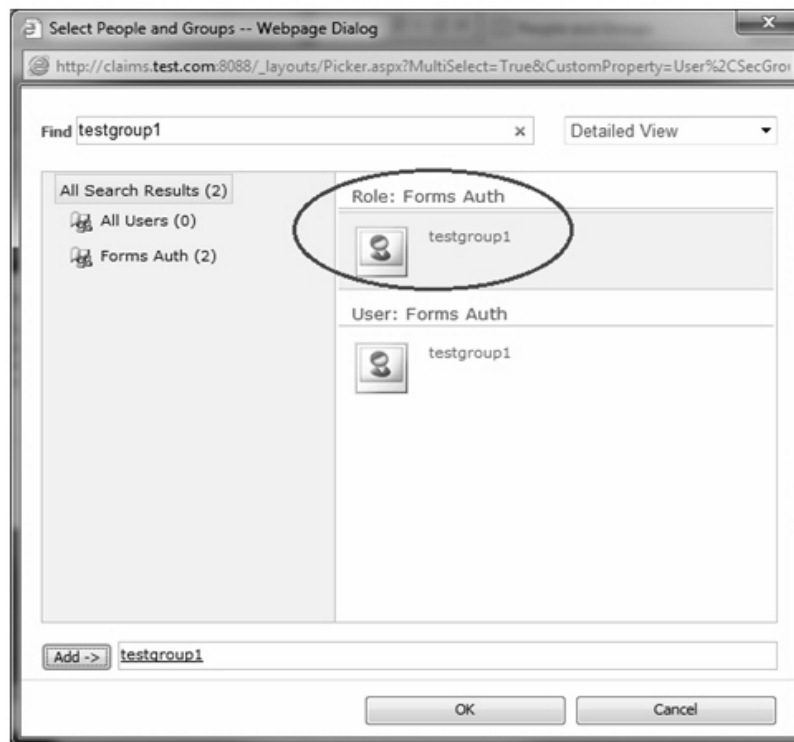 Select People and Groups -- Webpage Dialog
http://claims.test.com:8088/_layouts/Picker.aspx?MultiSelect=True&CustomProperty=User%2CSecGro
Find testgroup1 × Detailed View
All Search Results (2)
All Users (0)
Forms Auth (2)
Role: Forms Auth
testgroup1
User: Forms Auth
testgroup1
Add -> testgroup1
OK Cancel